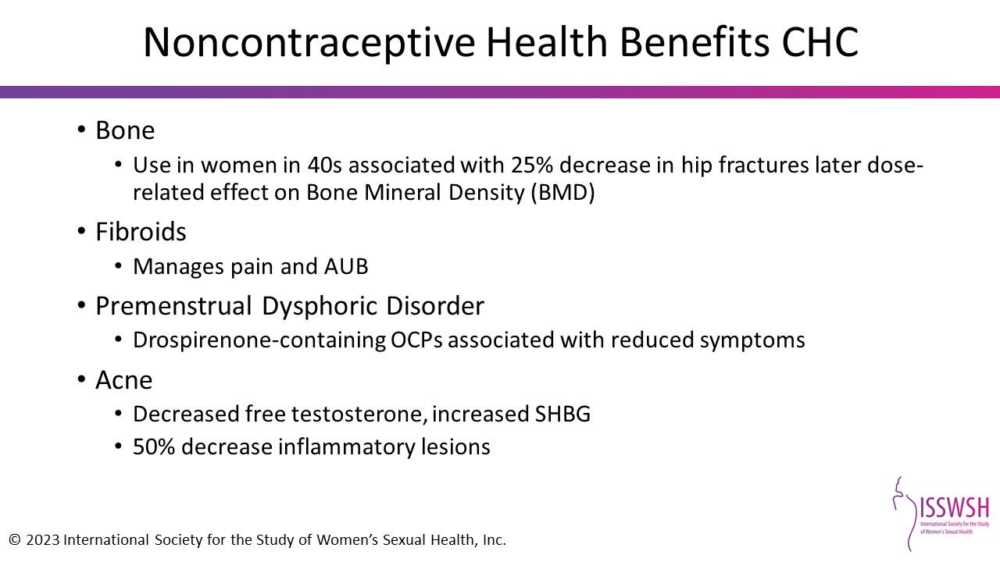 Noncontraceptive Health Benefits CHC
• Bone
• Use in women in 40s associated with 25% decrease in hip fractures later dose-
related effect on Bone Mineral Density (BMD)
• Fibroids
• Manages pain and AUB
• Premenstrual Dysphoric Disorder
• Drospirenone-containing OCPs associated with reduced symptoms
• Acne
• Decreased free testosterone, increased SHBG
• 50% decrease inflammatory lesions
ISSWSH
International Society for the Study
of Women's Sexual Health
© 2023 International Society for the Study of Women’s Sexual Health, Inc.